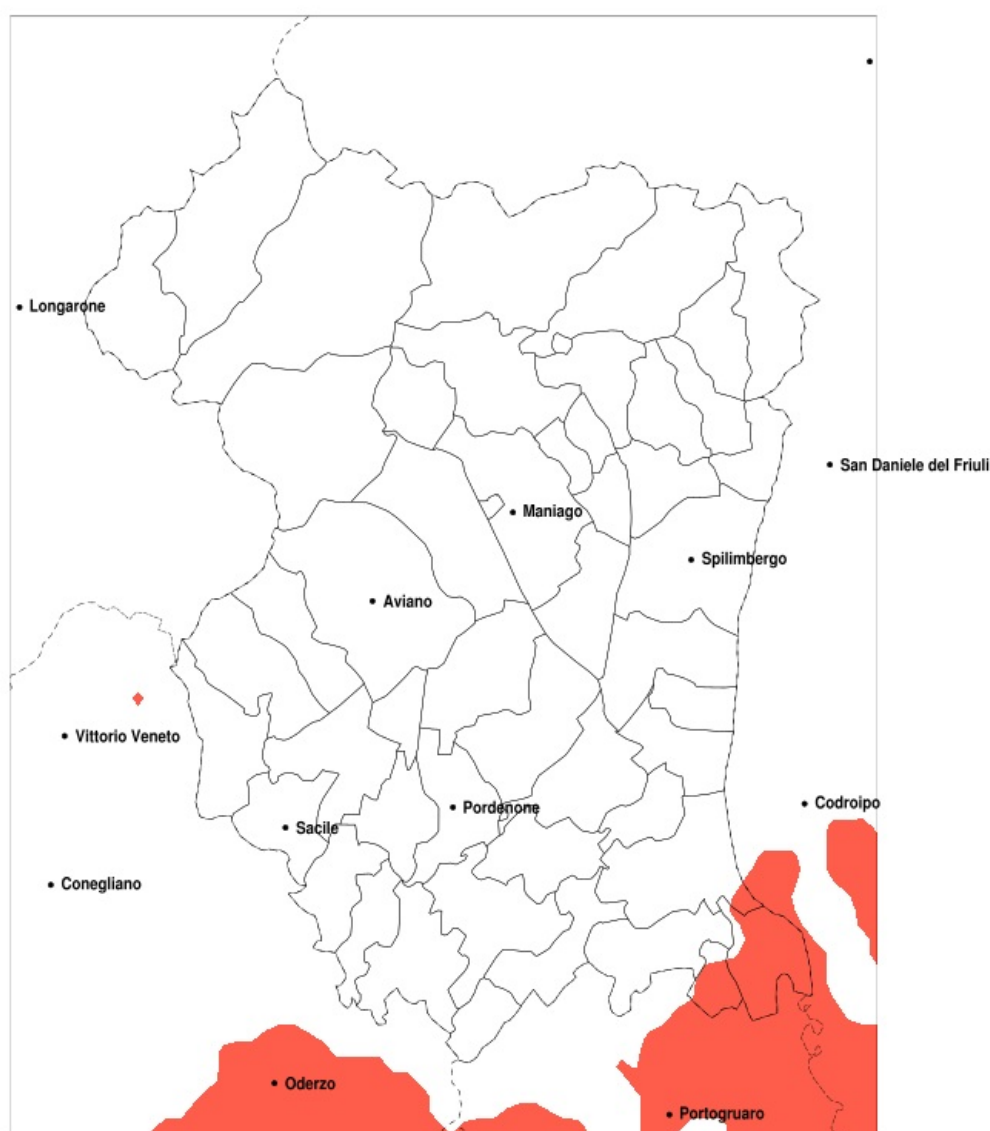 Longarone
San Daniele del Friuli
Maniago
Spilimbergo
Aviano
Vittorio Veneto
Codroipo
Pordenone
Sacile
Conegliano
Oderzo
Portogruaro